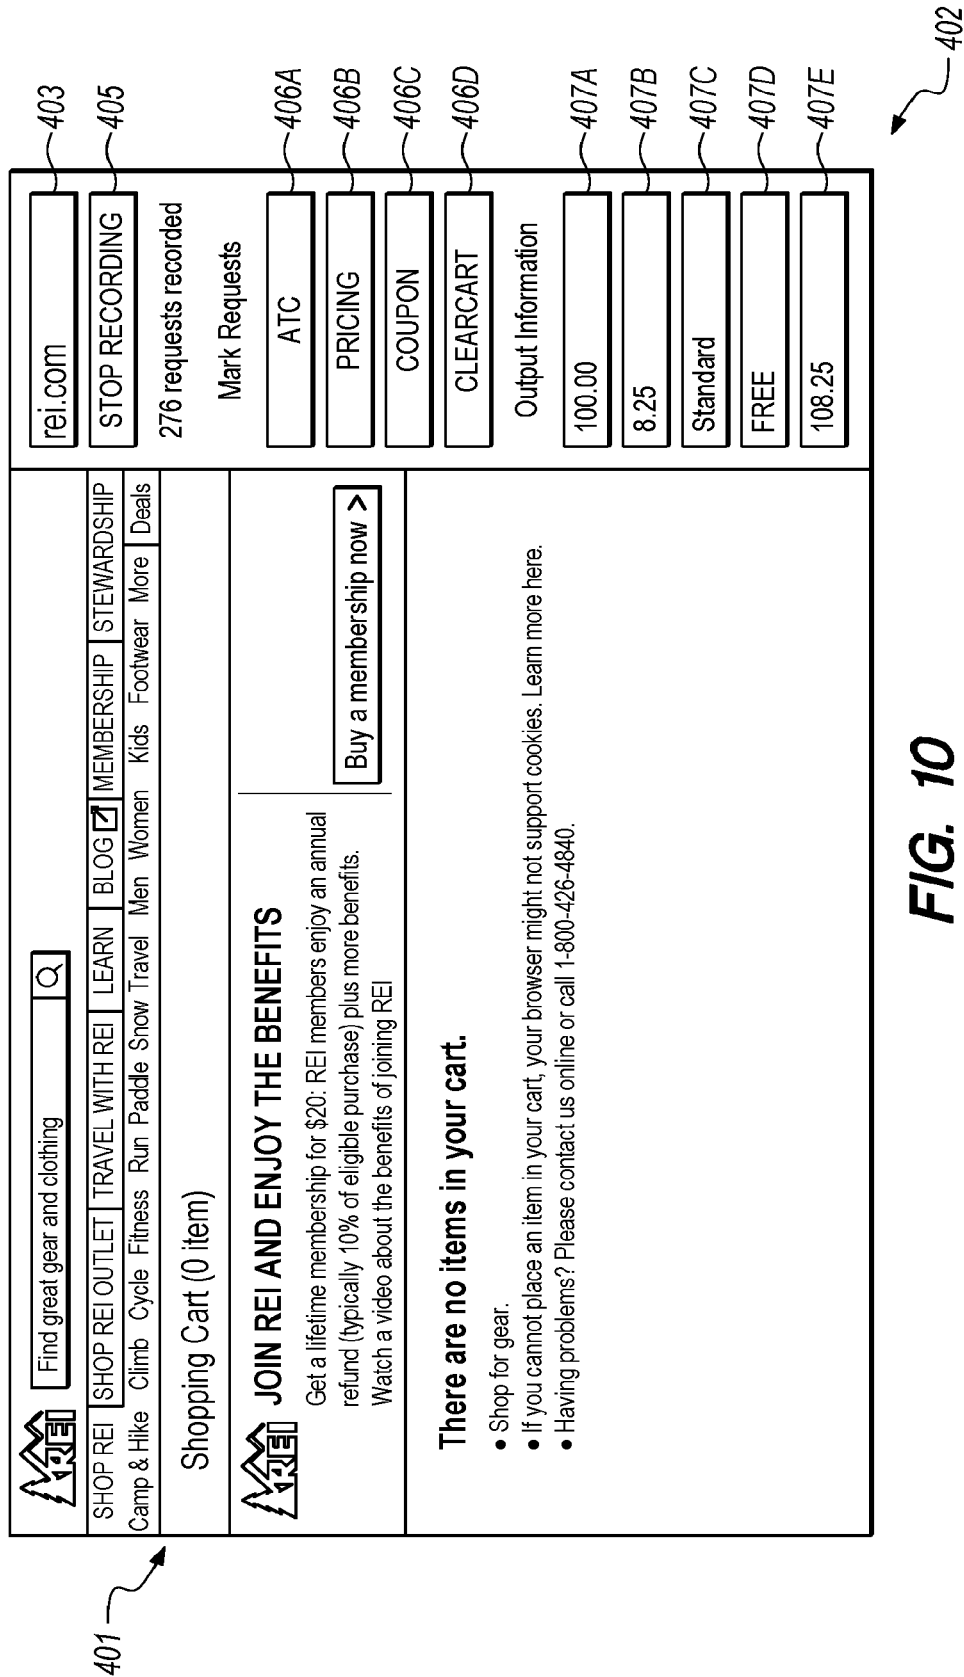 REI
Find great gear and clothing
SHOP REI SHOP REI OUTLET TRAVEL WITH REI LEARN BLOG MEMBERSHIP STEWARDSHIP
Camp & Hike Climb Cycle Fitness Run Paddle Snow Travel Men Women Kids Footwear More Deals
Shopping Cart (0 item)
REI
JOIN REI AND ENJOY THE BENEFITS
Get a lifetime membership for $20: REI members enjoy an annual
refund (typically 10% of eligible purchase) plus more benefits.
Watch a video about the benefits of joining REI
Buy a membership now >
There are no items in your cart.
• Shop for gear.
• If you cannot place an item in your cart, your browser might not support cookies. Learn more here.
• Having problems? Please contact us online or call 1-800-426-4840.
rei.com
403
STOP RECORDING
405
276 requests recorded
Mark Requests
ATC
406A
PRICING
406B
COUPON
406C
CLEARCART
406D
Output Information
100.00
407A
8.25
407B
Standard
407C
FREE
407D
108.25
407E
401
402
FIG. 10